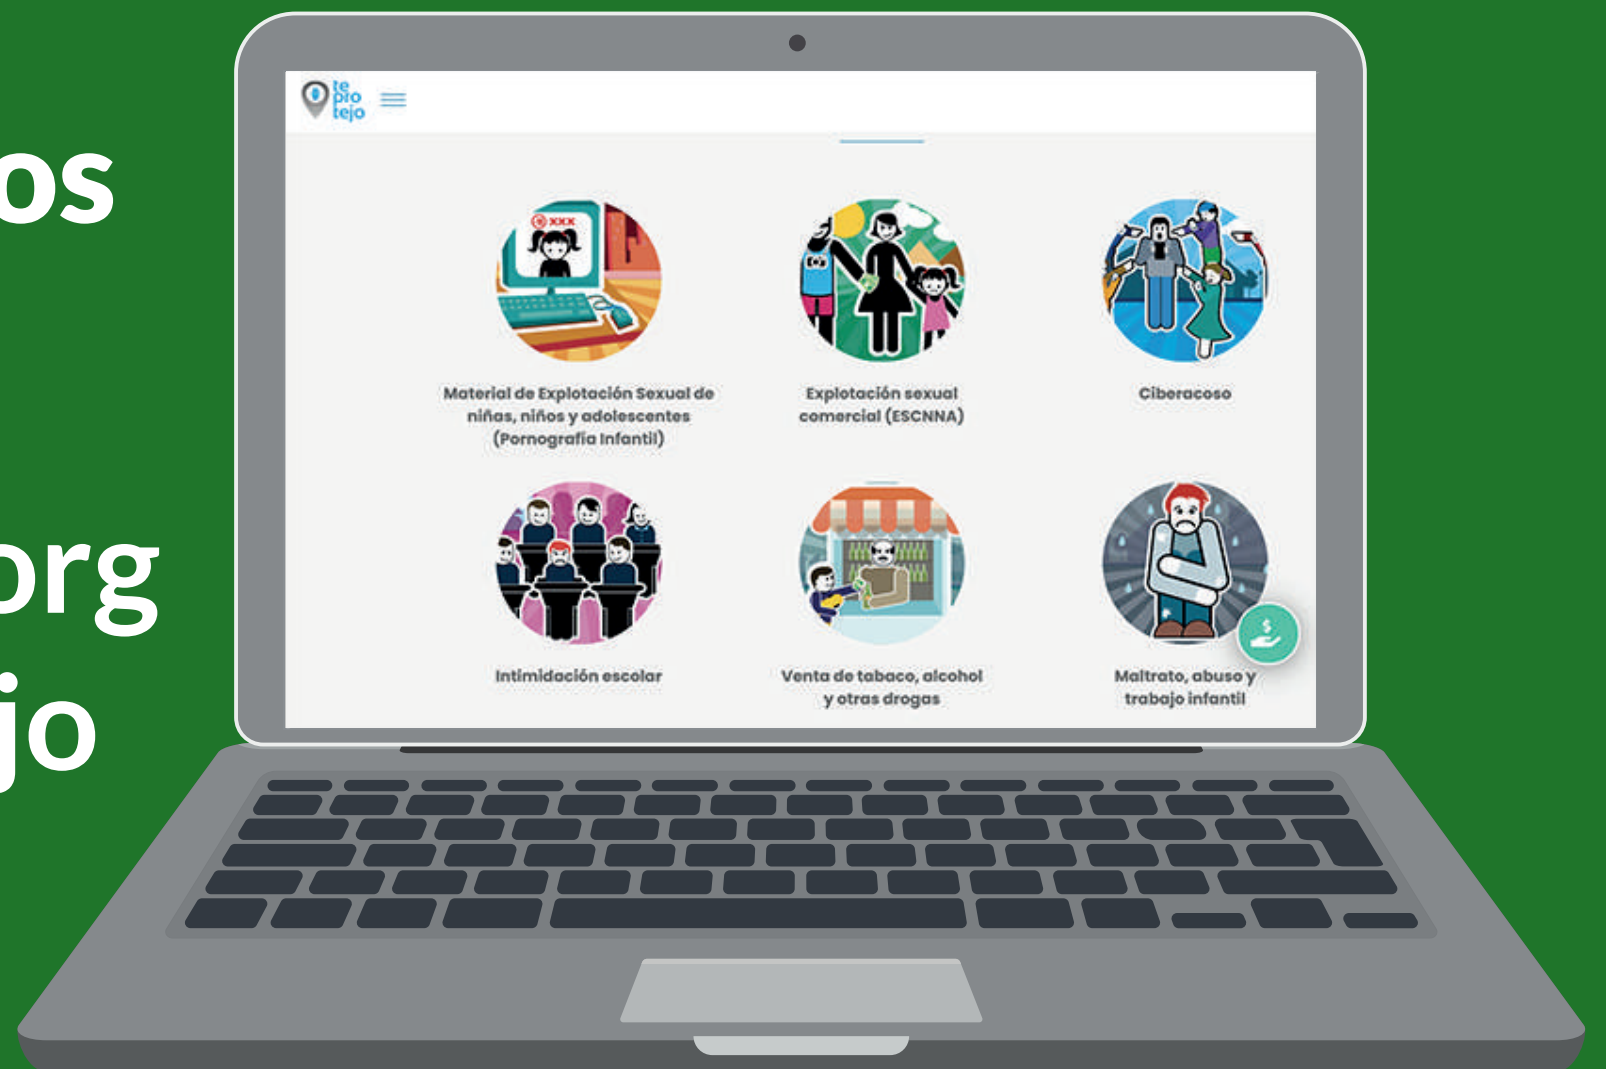 os
org
jo
te
pro
tejo
XXX
Material de Explotación Sexual de
niñas, niños y adolescentes
(Pornografía Infantil)
Explotación sexual
comercial (ESCNNA)
Ciberacoso
Intimidación escolar
Venta de tabaco, alcohol
y otras drogas
Maltrato, abuso y
trabajo infantil
$